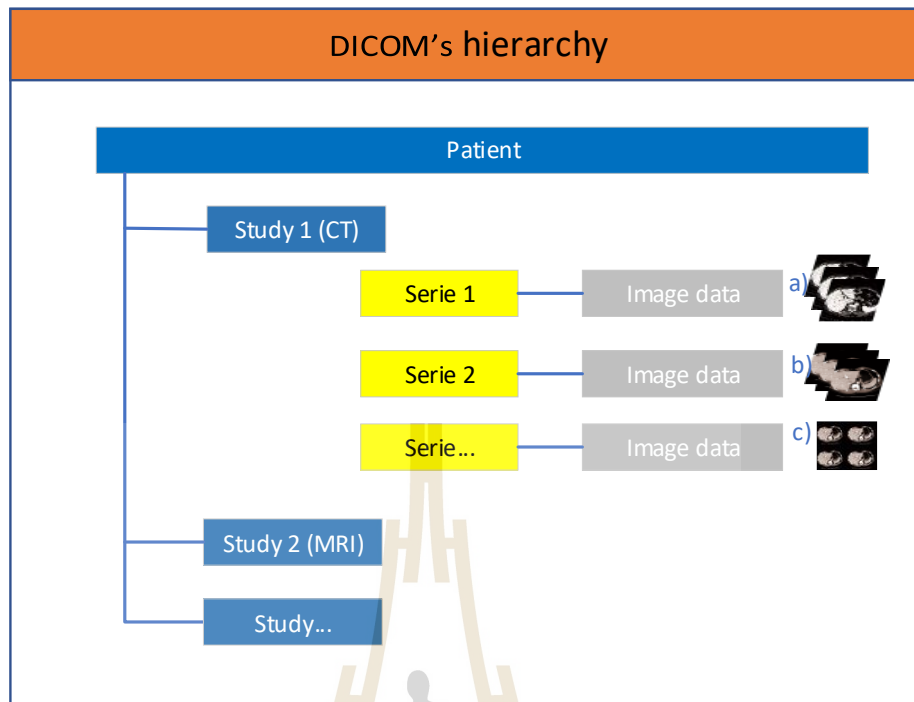 DICOM's hierarchy
Patient
Study 1 (CT)
Serie 1
Image data
a)
Serie 2
Image data
b)
Serie...
Image data
c)
Study 2 (MRI)
Study...